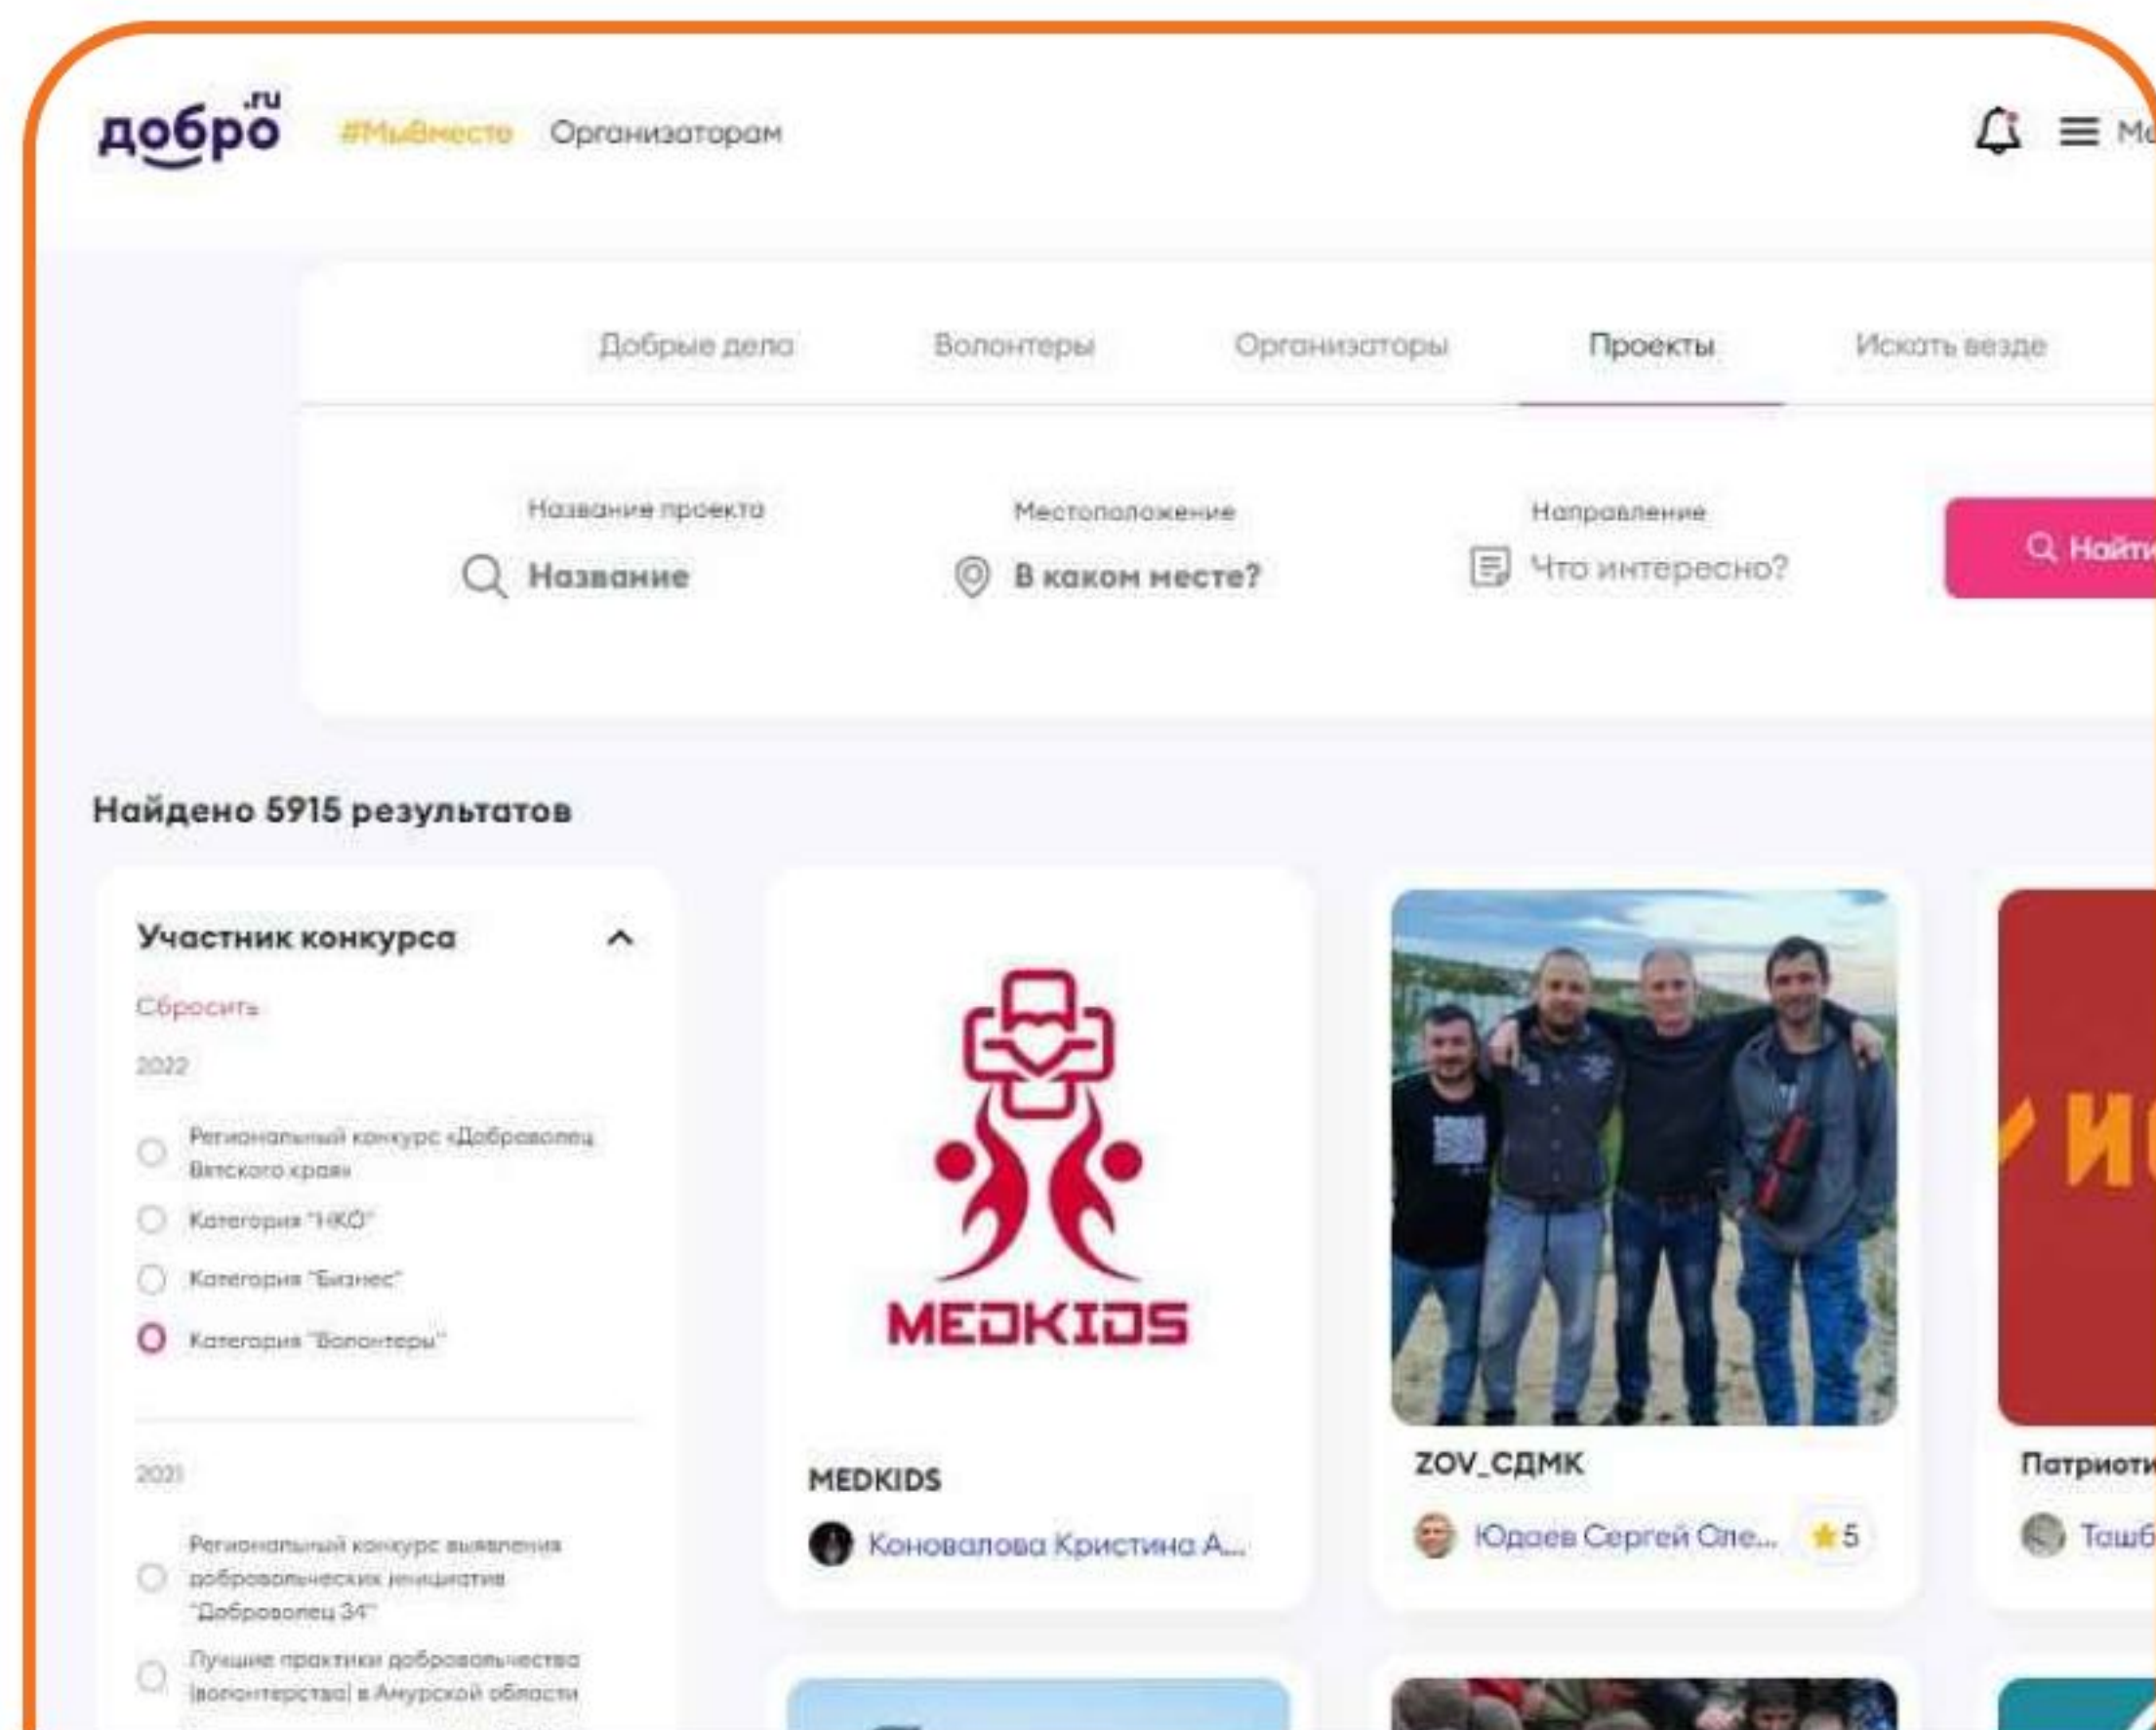 добро.ru
#МыВместе Организаторам
Добрые дела Волонтеры Организаторы Проекты Искать везде
Название проекта Местоположение Направление
Название В каком месте? Что интересно? Найти
Найдено 5915 результатов
Участник конкурса
Сбросить
2022
Региональный конкурс «Доброволец
Вятского края»
Категория "НКО"
Категория "Бизнес"
Категория "Волонтеры"
2021
Региональный конкурс выявления
добровольческих инициатив
"Доброволец 34"
Лучшие практики добровольчества
(волонтерства) в Амурской области
MEDKIDS
MEDKIDS
Коновалова Кристина А...
ZOV_СДМК
Юдаев Сергей Оле... 5
Патриоти
Ташб